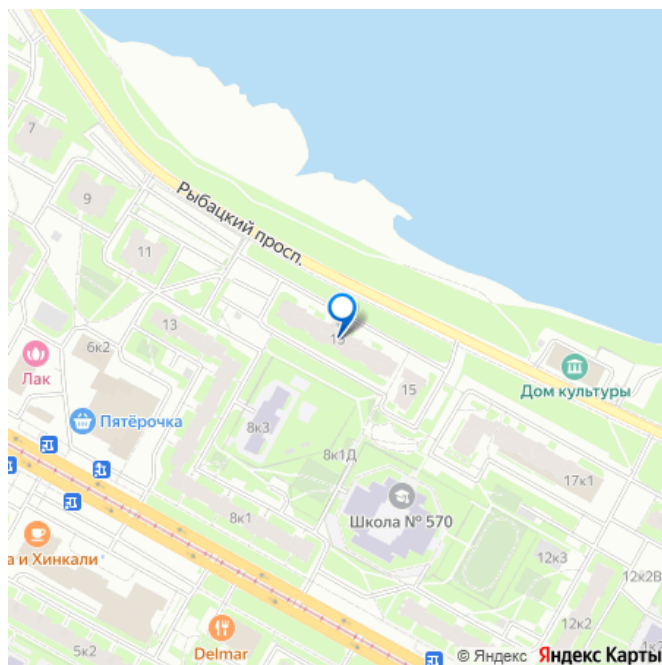 7
Рыбацкий просп.
9
11
13
6к2
13
Лак
15
Дом культуры
Пятёрочка
8к3
8к1Д
17к1
8к1
Школа № 570
а и Хинкали
12к3
12к2В
12к2
5к2
Delmar
© Яндекс Яндекс Карты